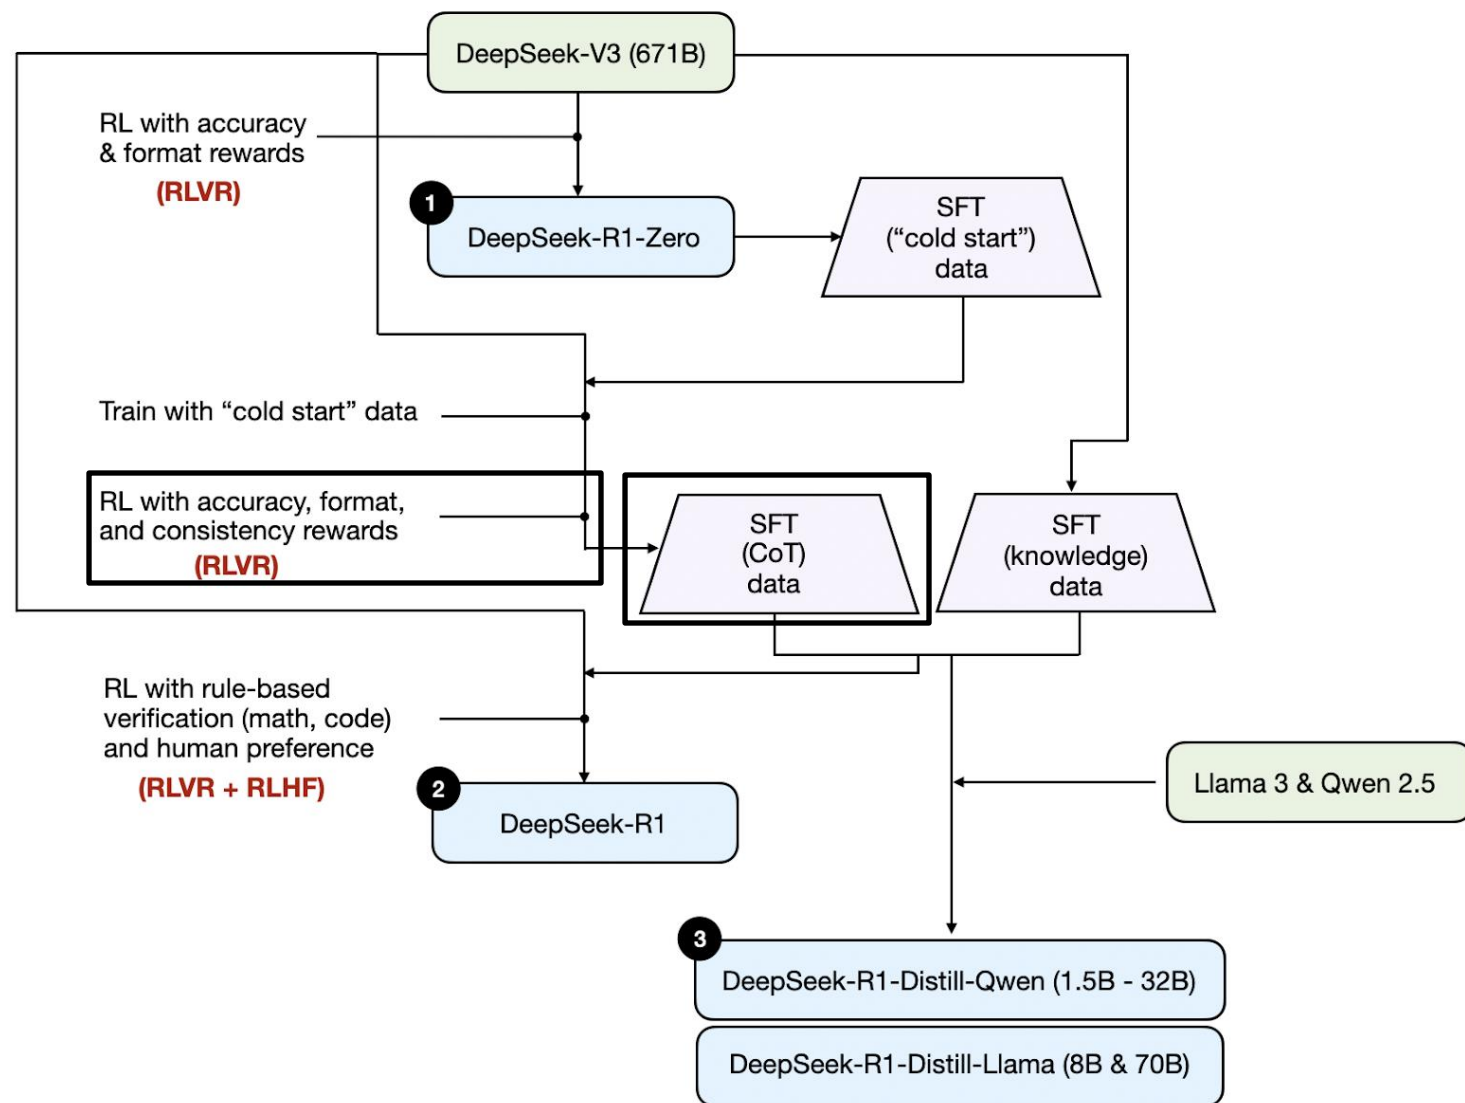 DeepSeek-V3 (671B)
RL with accuracy
& format rewards
(RLVR)
1
DeepSeek-R1-Zero
SFT
(“cold start”)
data
Train with “cold start” data
RL with accuracy, format,
and consistency rewards
(RLVR)
SFT
(CoT)
data
SFT
(knowledge)
data
RL with rule-based
verification (math, code)
and human preference
(RLVR + RLHF)
2
DeepSeek-R1
Llama 3 & Qwen 2.5
3
DeepSeek-R1-Distill-Qwen (1.5B - 32B)
DeepSeek-R1-Distill-Llama (8B & 70B)